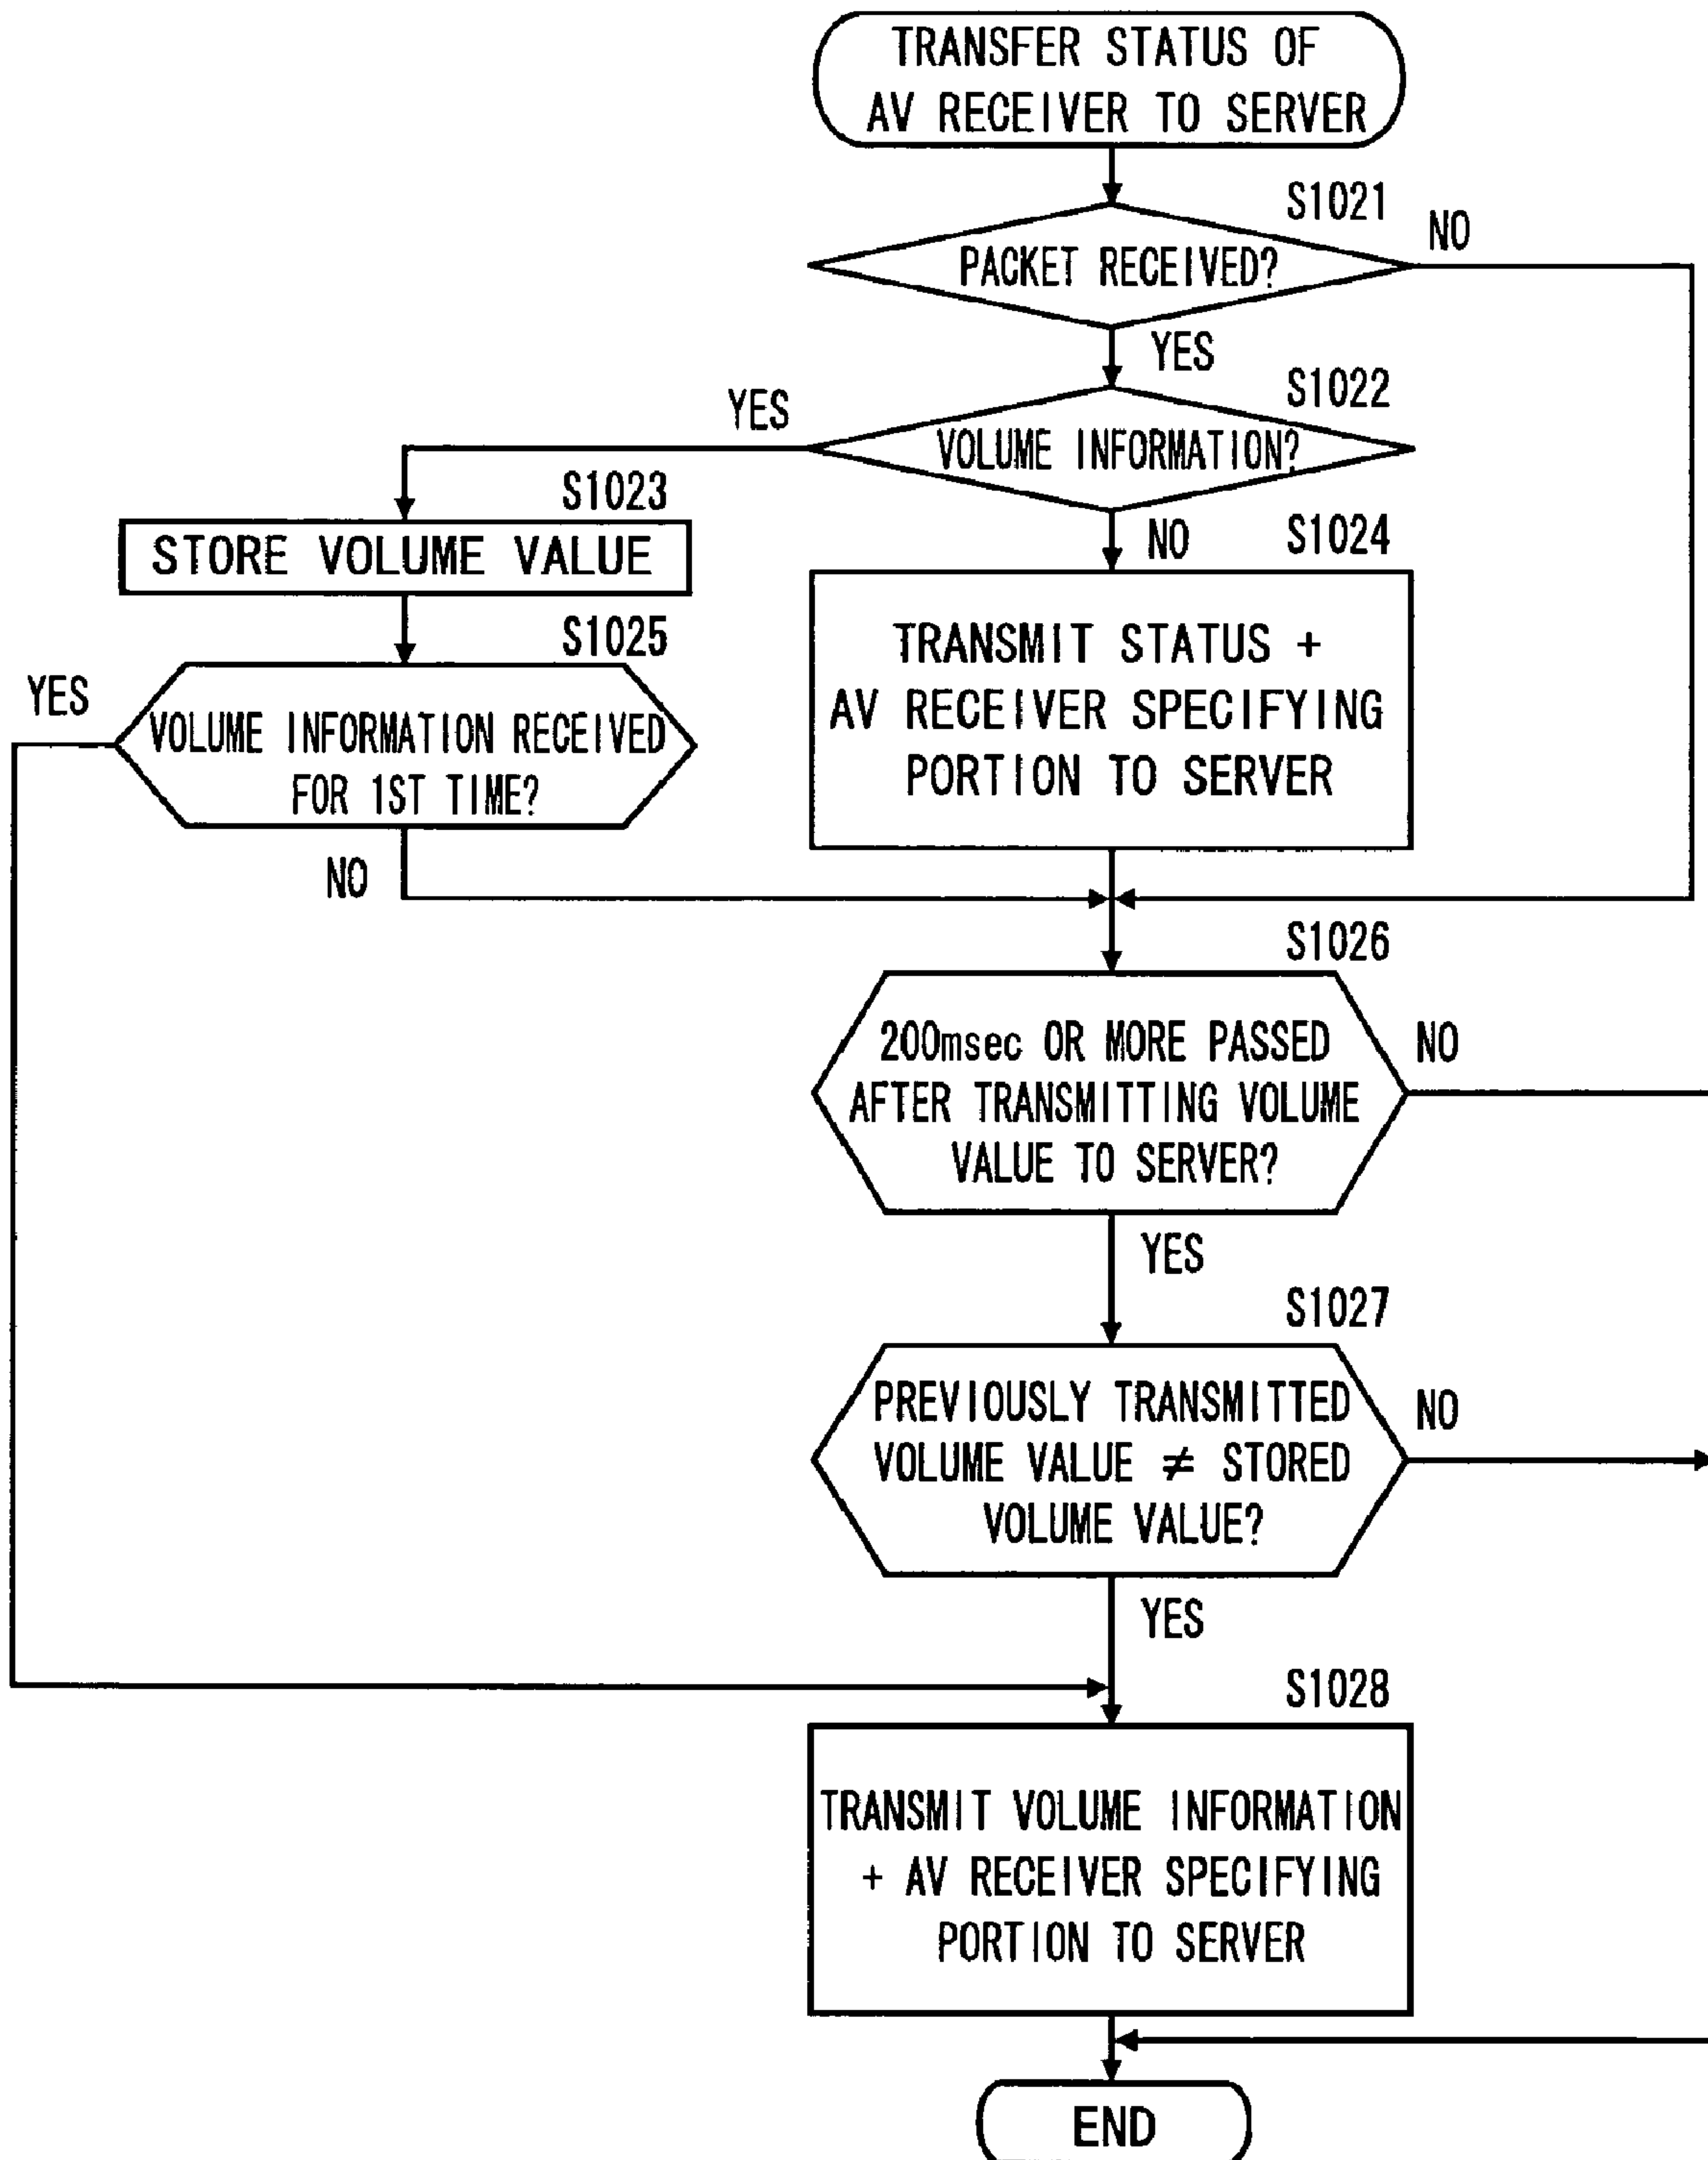 TRANSFER STATUS OF
AV RECEIVER TO SERVER
S1021
NO
PACKET RECEIVED?
YES
S1022
YES
VOLUME INFORMATION?
S1023
STORE VOLUME VALUE
NO
S1024
TRANSMIT STATUS +
AV RECEIVER SPECIFYING
PORTION TO SERVER
S1025
YES
VOLUME INFORMATION RECEIVED
FOR 1ST TIME?
NO
S1026
200msec OR MORE PASSED
AFTER TRANSMITTING VOLUME
VALUE TO SERVER?
NO
YES
S1027
PREVIOUSLY TRANSMITTED
VOLUME VALUE ≠ STORED
VOLUME VALUE?
NO
YES
S1028
TRANSMIT VOLUME INFORMATION
+ AV RECEIVER SPECIFYING
PORTION TO SERVER
END